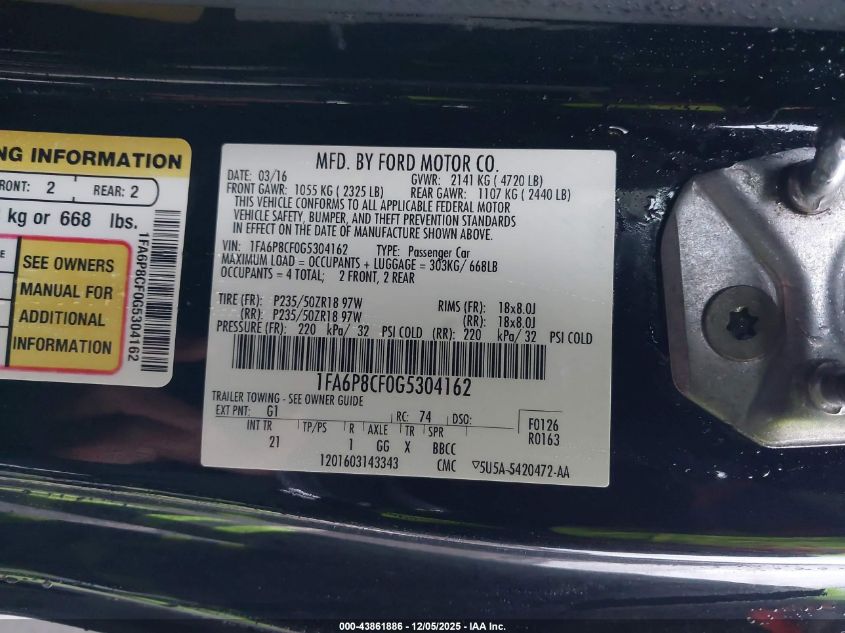 NG INFORMATION
FRONT: 2 REAR: 2
kg or 668 lbs.
SEE OWNERS
MANUAL FOR
ADDITIONAL
INFORMATION
1FA6P8CF0G5304162
MFD. BY FORD MOTOR CO.
DATE: 03/16 GVWR: 2141 KG ( 4720 LB)
FRONT GAWR: 1055 KG ( 2325 LB) REAR GAWR: 1107 KG ( 2440 LB)
THIS VEHICLE CONFORMS TO ALL APPLICABLE FEDERAL MOTOR
VEHICLE SAFETY, BUMPER, AND THEFT PREVENTION STANDARDS
IN EFFECT ON THE DATE OF MANUFACTURE SHOWN ABOVE.
VIN: 1FA6P8CF0G5304162 TYPE: Passenger Car
MAXIMUM LOAD = OCCUPANTS + LUGGAGE = 303KG/ 668LB
OCCUPANTS = 4 TOTAL; 2 FRONT, 2 REAR
TIRE (FR): P235/50ZR18 97W RIMS (FR): 18x8.0J
(RR): P235/50ZR18 97W (RR): 18x8.0J
PRESSURE (FR): 220 kPa/ 32 PSI COLD (RR): 220 kPa/ 32 PSI COLD
1FA6P8CF0G5304162
TRAILER TOWING - SEE OWNER GUIDE
EXT PNT: G1 RC: 74 DSO: F0126
INT TR TP/PS R AXLE TR SPR R0163
21 1 GG X BBCC
1201603143343 CMC ▽5U5A-5420472-AA
000-43861886 - 12/05/2025 - IAA Inc.